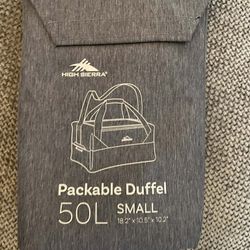 HIGH SIERRA
Packable Duffel
50L SMALL
18.2" x 10.5" x 10.2"